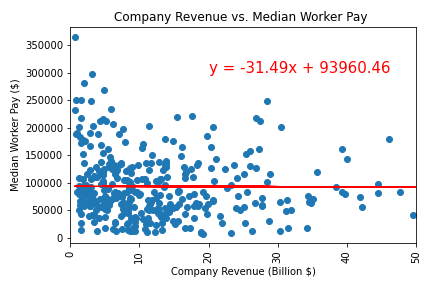 Company Revenue vs. Median Worker Pay
y = -31.49x + 93960.46
Median Worker Pay ($)
350000
300000
250000
200000
150000
100000
50000
0
0 10 20 30 40 50
Company Revenue (Billion $)